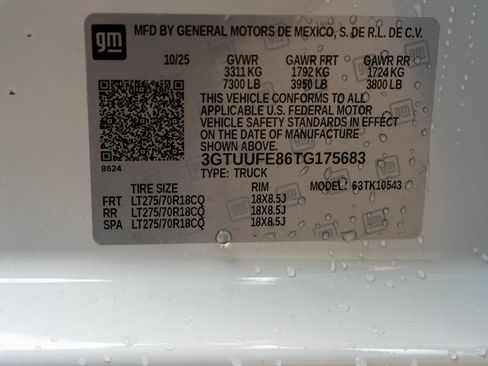 gm
MFD BY GENERAL MOTORS DE MEXICO, S. DE R.L. DE C.V.
10/25 GVWR GAWR FRT GAWR RR
3311 KG 1792 KG 1724 KG
7300 LB 3950 LB 3800 LB
THIS VEHICLE CONFORMS TO ALL
APPLICABLE U.S. FEDERAL MOTOR
VEHICLE SAFETY STANDARDS IN EFFECT
ON THE DATE OF MANUFACTURE
SHOWN ABOVE.
8624
3GTUUFE86TG175683
TYPE: TRUCK MODEL: 63TK10543
TIRE SIZE RIM
FRT LT275/70R18CQ 18X8.5J
RR LT275/70R18CQ 18X8.5J
SPA LT275/70R18CQ 18X8.5J